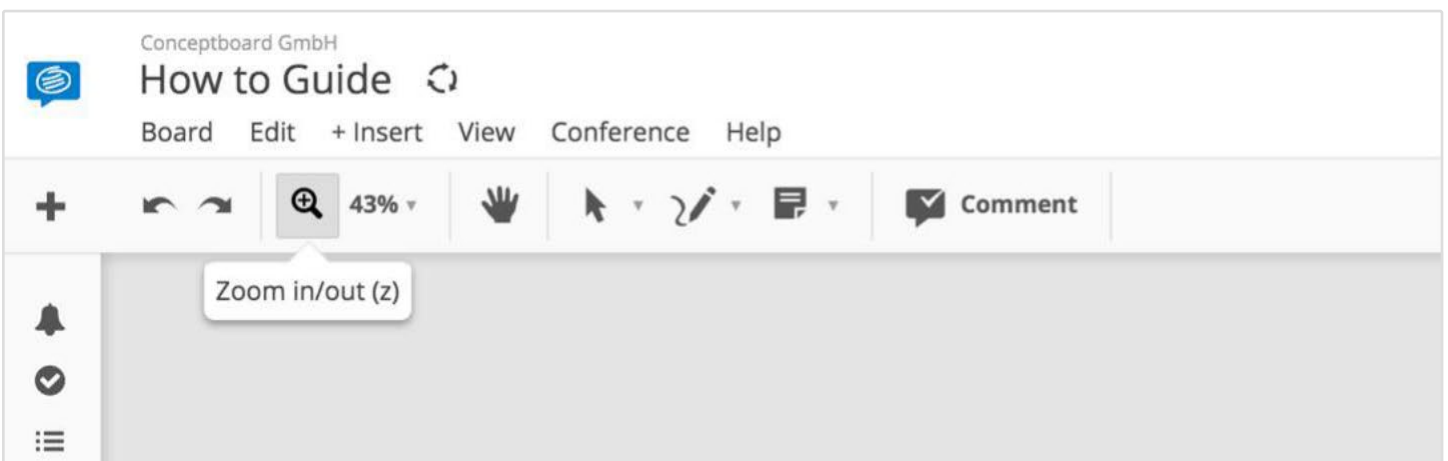 Conceptboard GmbH
How to Guide
Board Edit + Insert View Conference Help
43% Comment
Zoom in/out (z)